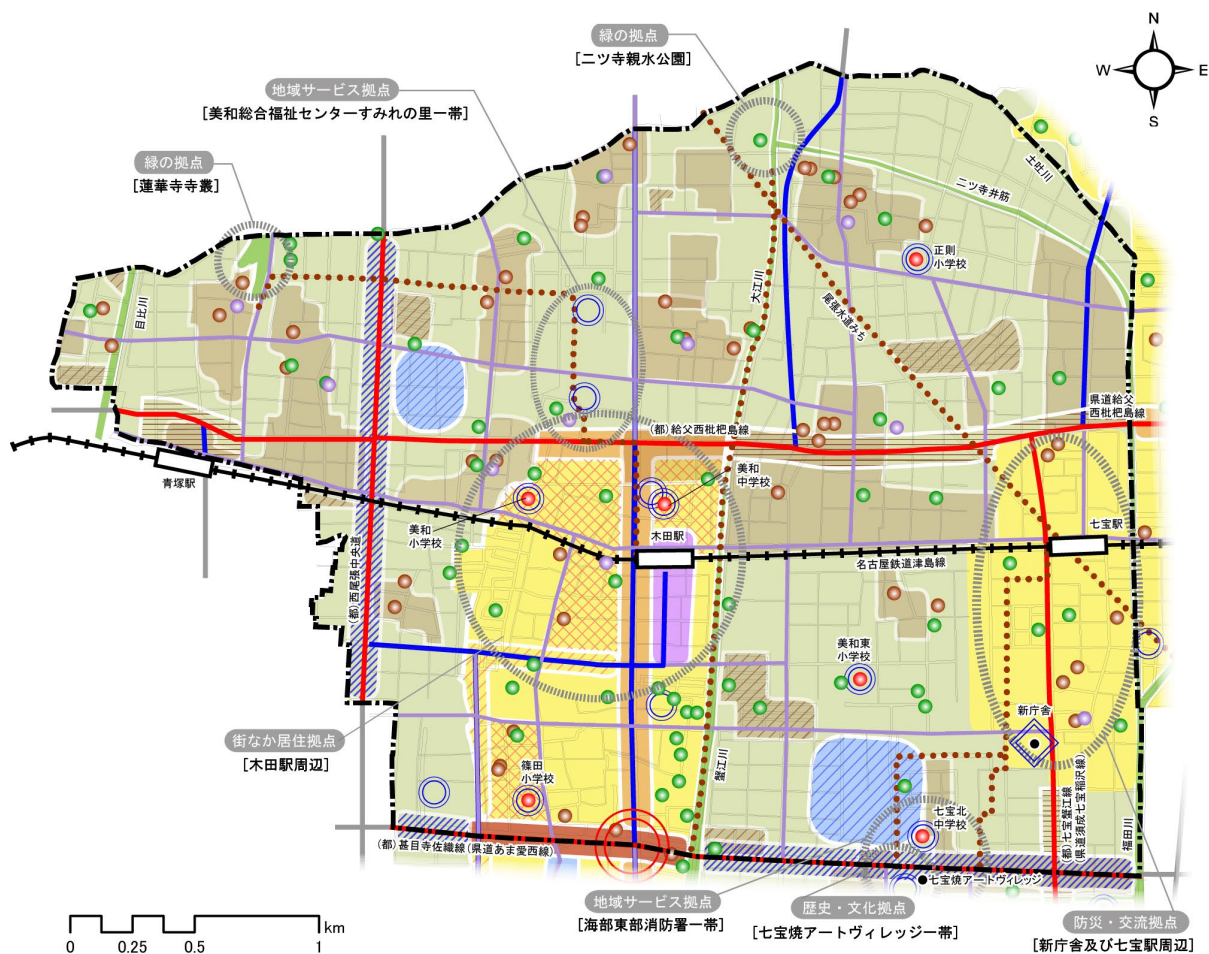 N
W
E
S
緑の拠点
[二ツ寺親水公園]
地域サービス拠点
[美和総合福祉センターすみれの里一帯]
緑の拠点
[蓮華寺寺叢]
土吐川
二ツ寺井筋
正則
小学校
目比川
大江川
尾張水道みち
県道給父
西枇杷島線
(都)給父西枇杷島線
青塚駅
美和
中学校
美和
小学校
木田駅
七宝駅
名古屋鉄道津島線
(都)西尾張中央道
美和東
小学校
新庁舎
街なか居住拠点
[木田駅周辺]
蟹江川
篠田
小学校
七宝北
中学校
(都)七宝蟹江線
(県道須成七宝稲沢線)
福田川
(都)甚目寺佐織線(県道あま愛西線)
七宝焼アートヴィレッジ
地域サービス拠点
[海部東部消防署一帯]
歴史・文化拠点
[七宝焼アートヴィレッジ一帯]
防災・交流拠点
[新庁舎及び七宝駅周辺]
km
0 0.25 0.5 1